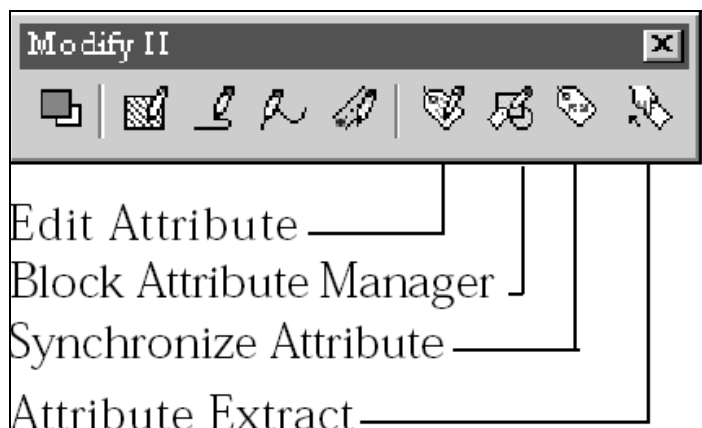 Modify II
Edit Attribute
Block Attribute Manager
Synchronize Attribute
Attribute Extract